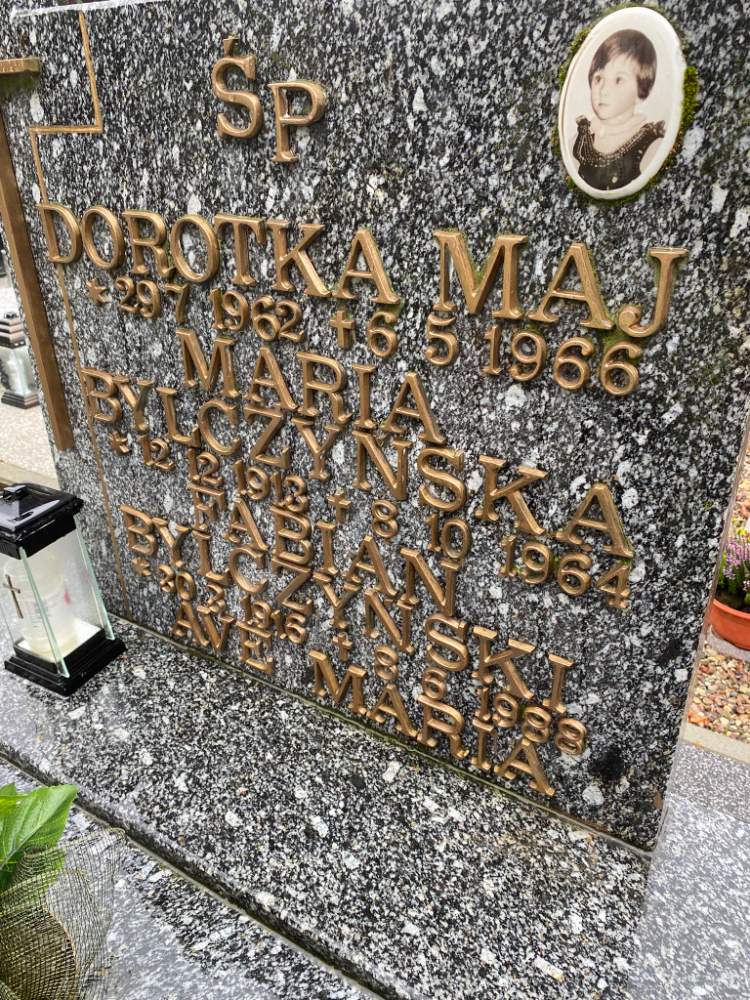 ŚP
DOROTKA MAJ
* 29 7 1962 † 6 5 1966
MARIA
BYLCZYŃSKA
* 12 12 1913 † 8 10 1964
FABIAN
BYLCZYŃSKI
* 30 3 1916 † 8 6 1988
AVE MARIA